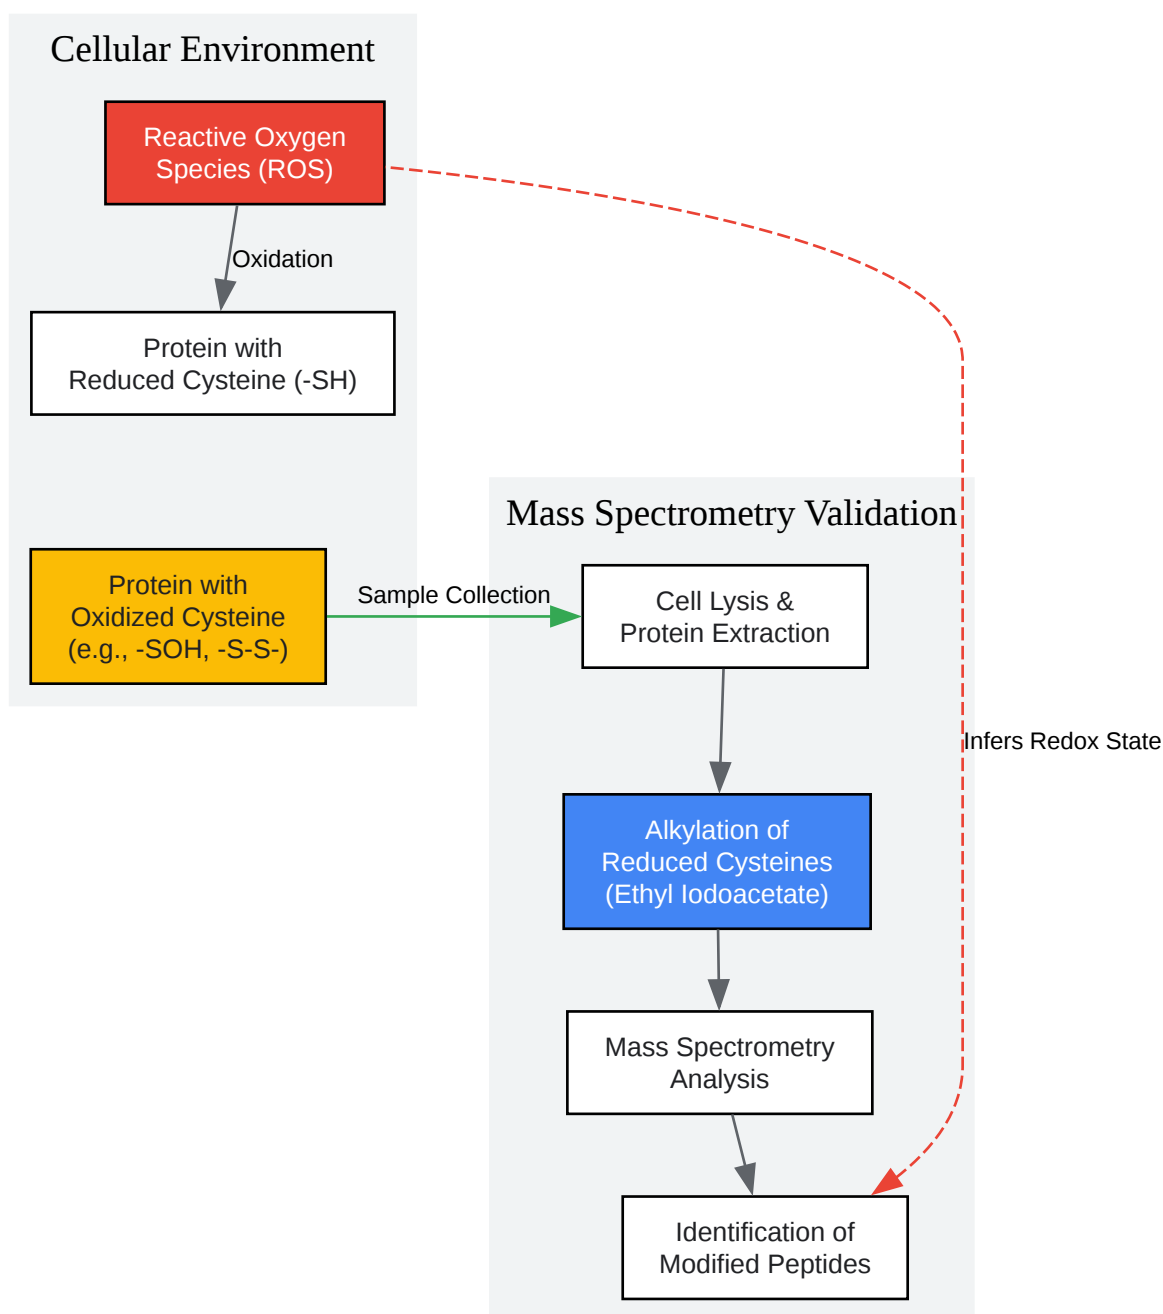 Cellular Environment
Reactive Oxygen
Species (ROS)
Oxidation
Protein with
Reduced Cysteine (-SH)
Protein with
Oxidized Cysteine
(e.g., -SOH, -S-S-)
Sample Collection
Mass Spectrometry Validation
Cell Lysis &
Protein Extraction
Infers Redox State
Alkylation of
Reduced Cysteines
(Ethyl Iodoacetate)
Mass Spectrometry
Analysis
Identification of
Modified Peptides